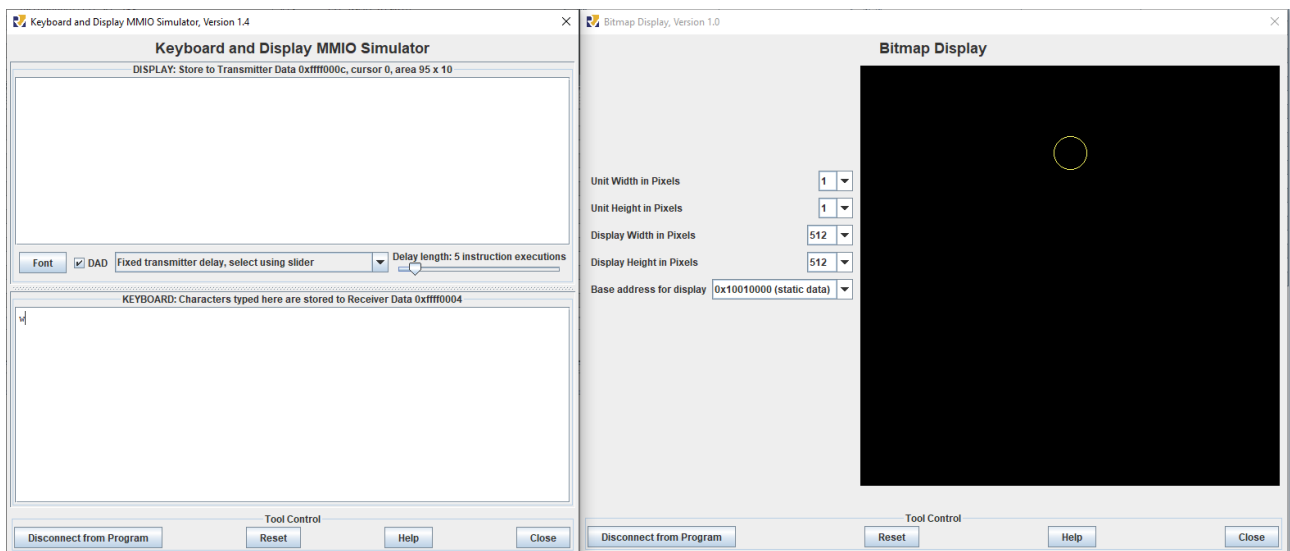 Keyboard and Display MMIO Simulator, Version 1.4
Keyboard and Display MMIO Simulator
DISPLAY: Store to Transmitter Data 0xffff000c, cursor 0, area 95 x 10
Font
DAD
Fixed transmitter delay, select using slider
Delay length: 5 instruction executions
KEYBOARD: Characters typed here are stored to Receiver Data 0xffff0004
w
Tool Control
Disconnect from Program
Reset
Help
Close
Bitmap Display, Version 1.0
Bitmap Display
Unit Width in Pixels 1
Unit Height in Pixels 1
Display Width in Pixels 512
Display Height in Pixels 512
Base address for display 0x10010000 (static data)
Tool Control
Disconnect from Program
Reset
Help
Close